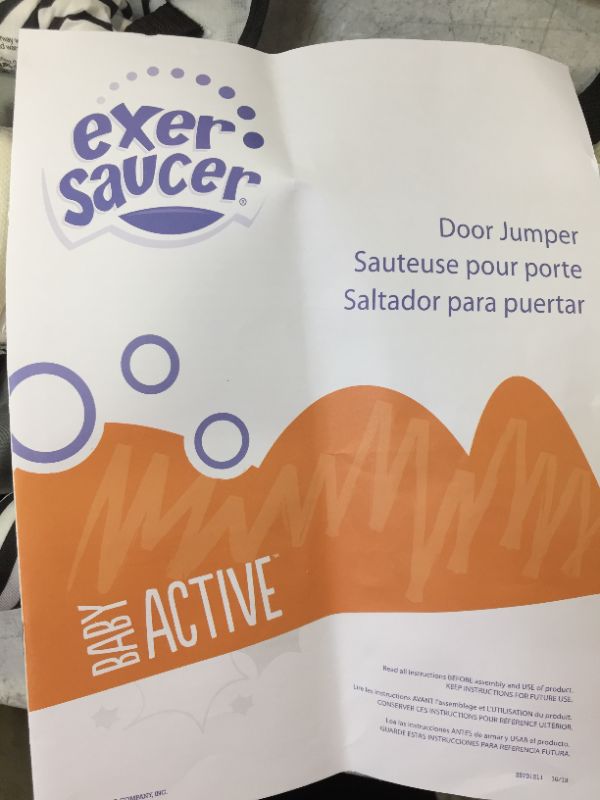 exer
saucer®
Door Jumper
Sauteuse pour porte
Saltador para puertar
BABY
ACTIVE™
Read all instructions BEFORE assembly and USE of product.
KEEP INSTRUCTIONS FOR FUTURE USE.
Lire les instructions AVANT l'assemblage et L'UTILISATION du produit.
CONSERVER CES INSTRUCTIONS POUR RÉFÉRENCE ULTÉRIOR.
Lea las instrucciones ANTES de armar y USAR el producto.
GUARDE ESTAS INSTRUCCIONES PARA REFERENCIA FUTURA.
COMPANY, INC.